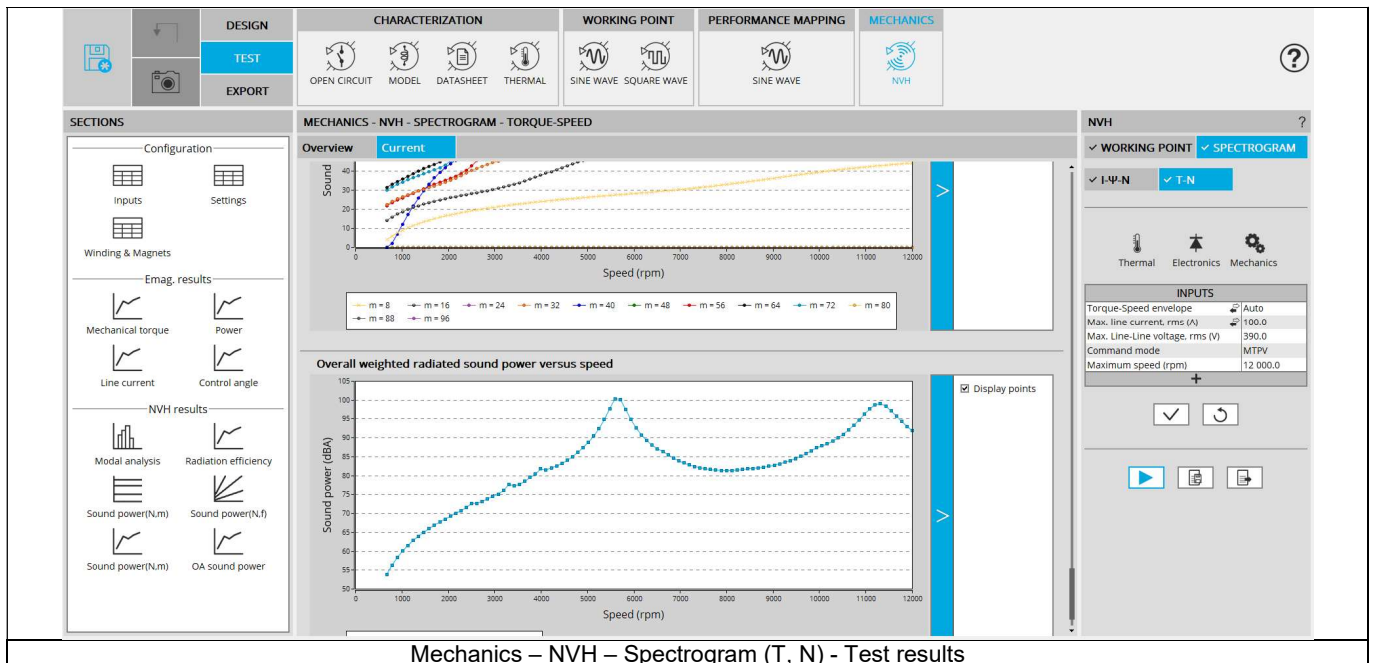 DESIGN
TEST
EXPORT
CHARACTERIZATION
OPEN CIRCUIT MODEL DATASHEET THERMAL
WORKING POINT
SINE WAVE SQUARE WAVE
PERFORMANCE MAPPING
SINE WAVE
MECHANICS
NVH
?
SECTIONS
Configuration
Inputs Settings
Winding & Magnets
Emag. results
Mechanical torque Power
Line current Control angle
NVH results
Modal analysis Radiation efficiency
Sound power(N,m) Sound power(N,f)
Sound power(N,m) OA sound power
MECHANICS - NVH - SPECTROGRAM - TORQUE-SPEED
Overview Current
Sound
40
30
20
10
0
0 1000 2000 3000 4000 5000 6000 7000 8000 9000 10000 11000 12000
Speed (rpm)
m = 8 m = 16 m = 24 m = 32 m = 40 m = 48 m = 56 m = 64 m = 72 m = 80
m = 88 m = 96
>
Overall weighted radiated sound power versus speed
Sound power (dBA)
105
100
95
90
85
80
75
70
65
60
55
50
0 1000 2000 3000 4000 5000 6000 7000 8000 9000 10000 11000 12000
Speed (rpm)
>
Display points
NVH ?
WORKING POINT SPECTROGRAM
I-Ψ-N T-N
Thermal Electronics Mechanics
INPUTS
Torque-Speed envelope Auto
Max. line current, rms (A) 100.0
Max. Line-Line voltage, rms (V) 390.0
Command mode MTPV
Maximum speed (rpm) 12 000.0
+
Mechanics – NVH – Spectrogram (T, N) - Test results